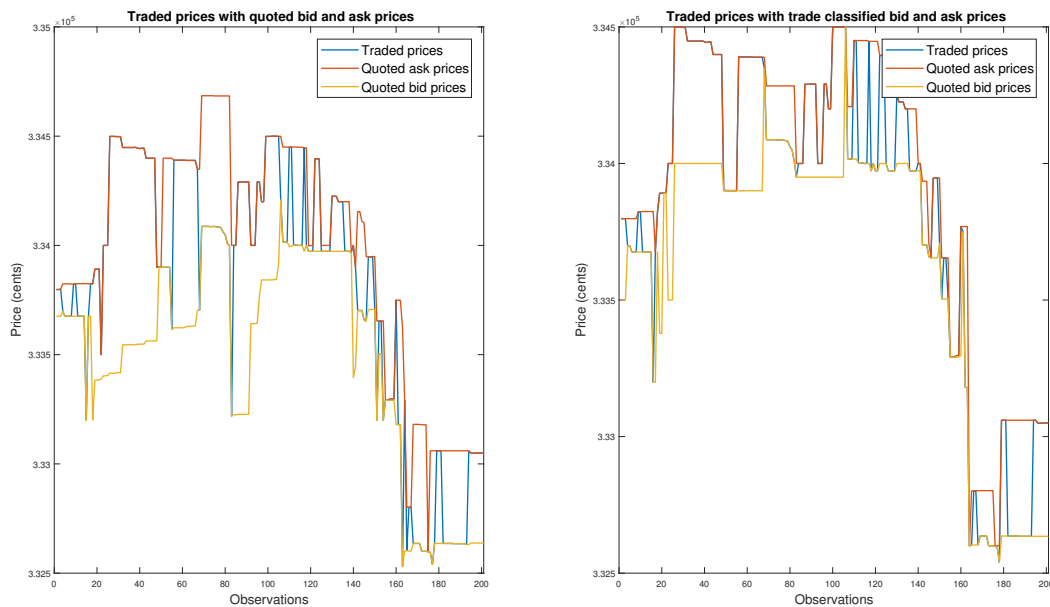 Traded prices with quoted bid and ask prices
×10⁵
3.35
3.345
3.34
3.335
3.33
3.325
Price (cents)
Traded prices
Quoted ask prices
Quoted bid prices
0 20 40 60 80 100 120 140 160 180 200
Observations
Traded prices with trade classified bid and ask prices
×10⁵
3.345
3.34
3.335
3.33
3.325
Price (cents)
Traded prices
Quoted ask prices
Quoted bid prices
0 20 40 60 80 100 120 140 160 180 200
Observations